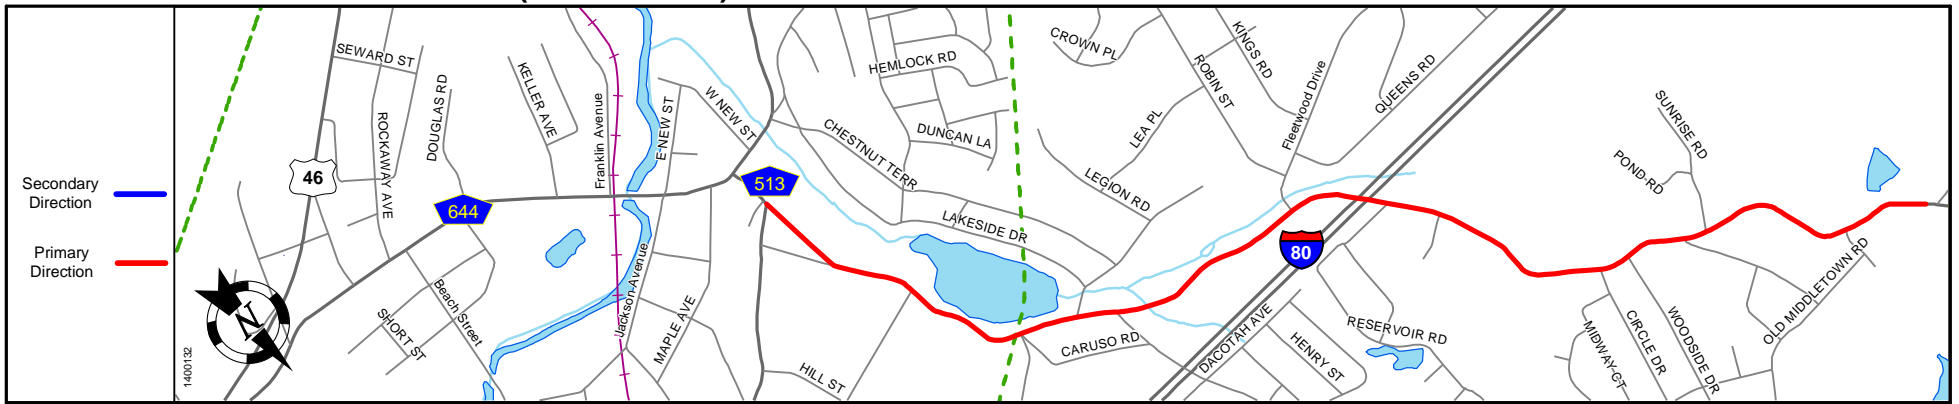 Secondary
Direction
Primary
Direction
1400132
SEWARD ST
46
ROCKAWAY AVE
DOUGLAS RD
644
KELLER AVE
Franklin Avenue
E NEW ST
W NEW ST
513
Beach Street
SHORT ST
Jackson Avenue
MAPLE AVE
HILL ST
N
HEMLOCK RD
CHESTNUT TERR
DUNCAN LA
LAKESIDE DR
CROWN PL
LEA PL
LEGION RD
ROBIN ST
KINGS RD
Fleetwood Drive
QUEENS RD
80
CARUSO RD
DACOTAH AVE
HENRY ST
RESERVOIR RD
SUNRISE RD
POND RD
MIDWAY CT
CIRCLE DR
WOODSIDE DR
OLD MIDDLETOWN RD